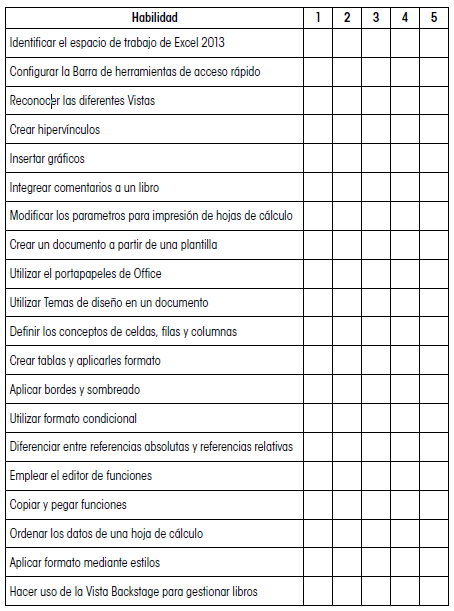 Habilidad 1 2 3 4 5
Identificar el espacio de trabajo de Excel 2013
Configurar la Barra de herramientas de acceso rápido
Reconocer las diferentes Vistas
Crear hipervínculos
Insertar gráficos
Integrear comentarios a un libro
Modificar los parametros para impresión de hojas de cálculo
Crear un documento a partir de una plantilla
Utilizar el portapapeles de Office
Utilizar Temas de diseño en un documento
Definir los conceptos de celdas, filas y columnas
Crear tablas y aplicarles formato
Aplicar bordes y sombreado
Utilizar formato condicional
Diferenciar entre referencias absolutas y referencias relativas
Emplear el editor de funciones
Copiar y pegar funciones
Ordenar los datos de una hoja de cálculo
Aplicar formato mediante estilos
Hacer uso de la Vista Backstage para gestionar libros